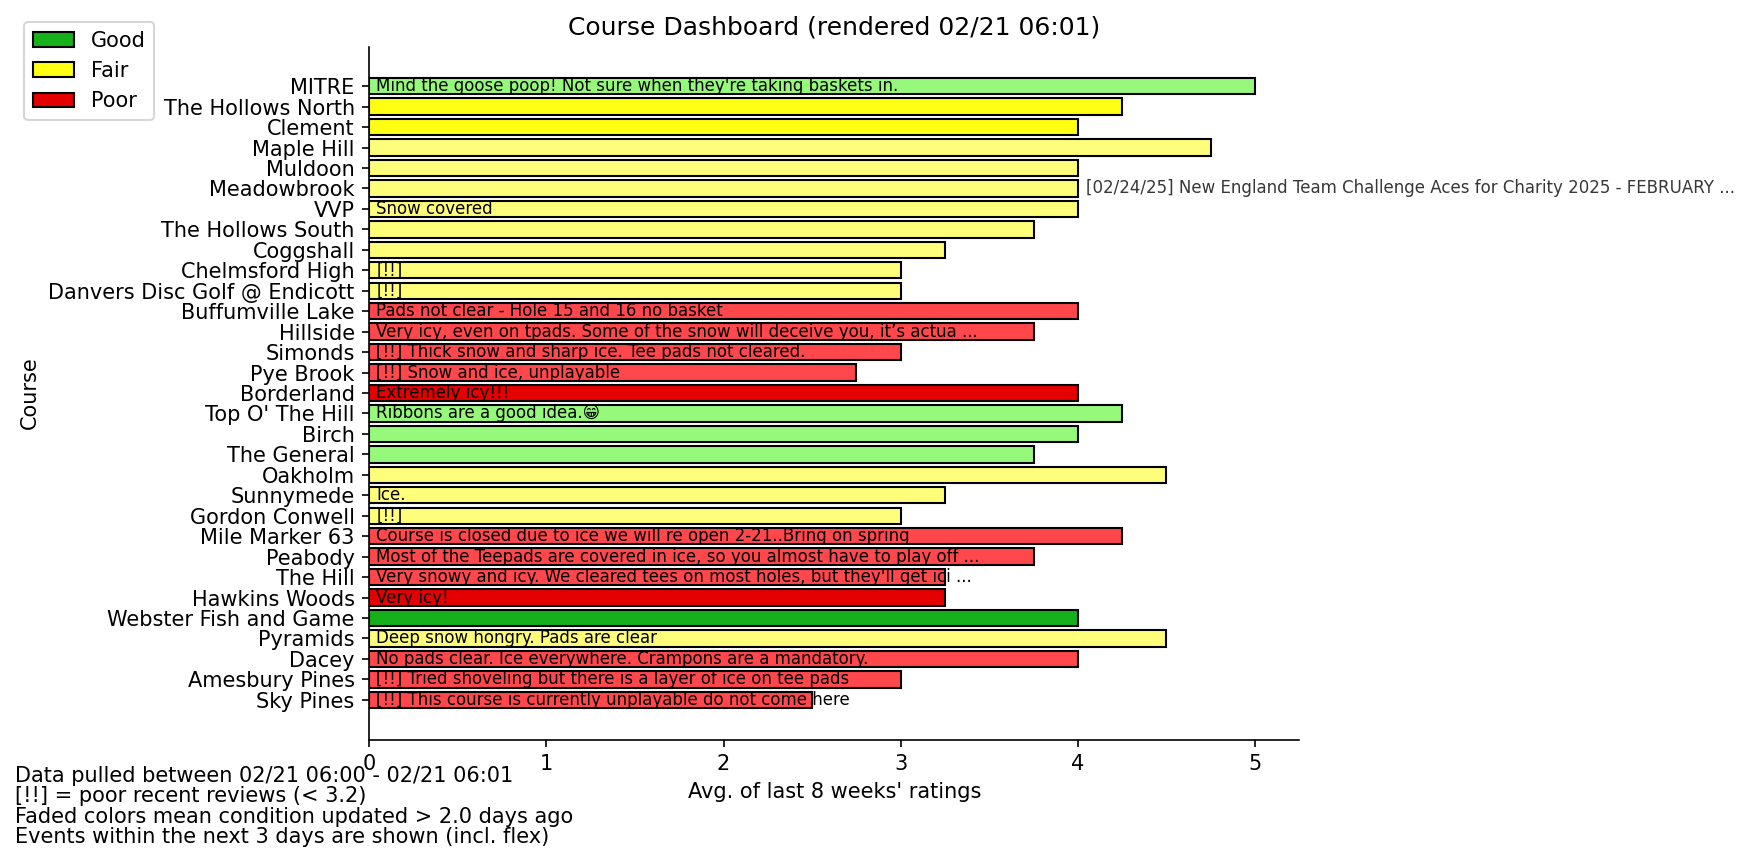 Course Dashboard (rendered 02/21 06:01)
Good
Fair
Poor
Course
MITRE Mind the goose poop! Not sure when they're taking baskets in.
The Hollows North
Clement
Maple Hill
Muldoon
Meadowbrook [02/24/25] New England Team Challenge Aces for Charity 2025 - FEBRUARY ...
VVP Snow covered
The Hollows South
Coggshall
Chelmsford High [!!]
Danvers Disc Golf @ Endicott [!!]
Buffumville Lake Pads not clear - Hole 15 and 16 no basket
Hillside Very icy, even on tpads. Some of the snow will deceive you, it’s actua ...
Simonds [!!] Thick snow and sharp ice. Tee pads not cleared.
Pye Brook [!!] Snow and ice, unplayable
Borderland Extremely icy!!!
Top O' The Hill Ribbons are a good idea.😁
Birch
The General
Oakholm
Sunnymede Ice.
Gordon Conwell [!!]
Mile Marker 63 Course is closed due to ice we will re open 2-21..Bring on spring
Peabody Most of the Teepads are covered in ice, so you almost have to play off ...
The Hill Very snowy and icy. We cleared tees on most holes, but they'll get ici ...
Hawkins Woods Very icy!
Webster Fish and Game
Pyramids Deep snow hongry. Pads are clear
Dacey No pads clear. Ice everywhere. Crampons are a mandatory.
Amesbury Pines [!!] Tried shoveling but there is a layer of ice on tee pads
Sky Pines [!!] This course is currently unplayable do not come here
0 1 2 3 4 5
Avg. of last 8 weeks' ratings
Data pulled between 02/21 06:00 - 02/21 06:01
[!!] = poor recent reviews (< 3.2)
Faded colors mean condition updated > 2.0 days ago
Events within the next 3 days are shown (incl. flex)